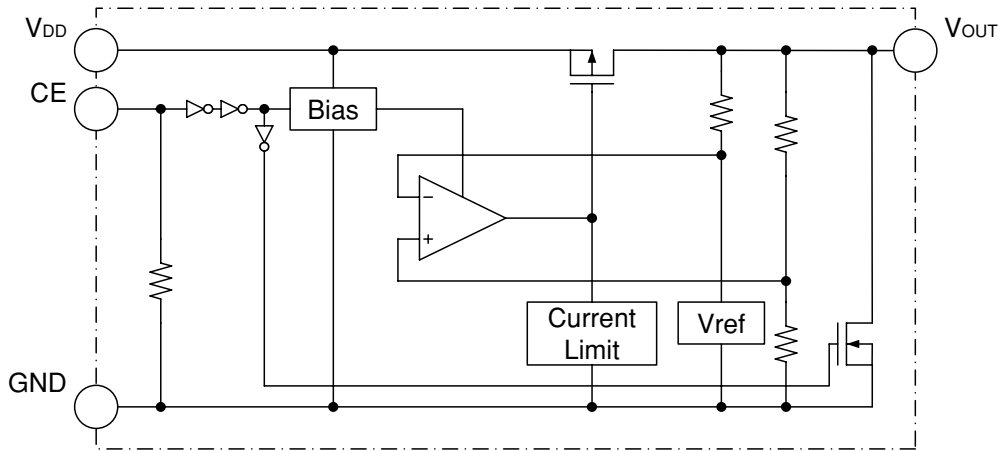 VDD
VOUT
CE
Bias
−
+
Current
Limit
Vref
GND